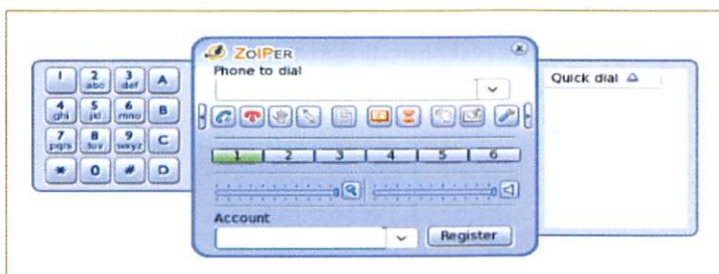 ZOIPER
Phone to dial
1 2 abc 3 def A
4 ghi 5 jkl 6 mno B
7 pqrs 8 tuv 9 wxyz C
* 0 # D
1 2 3 4 5 6
Account
Register
Quick dial